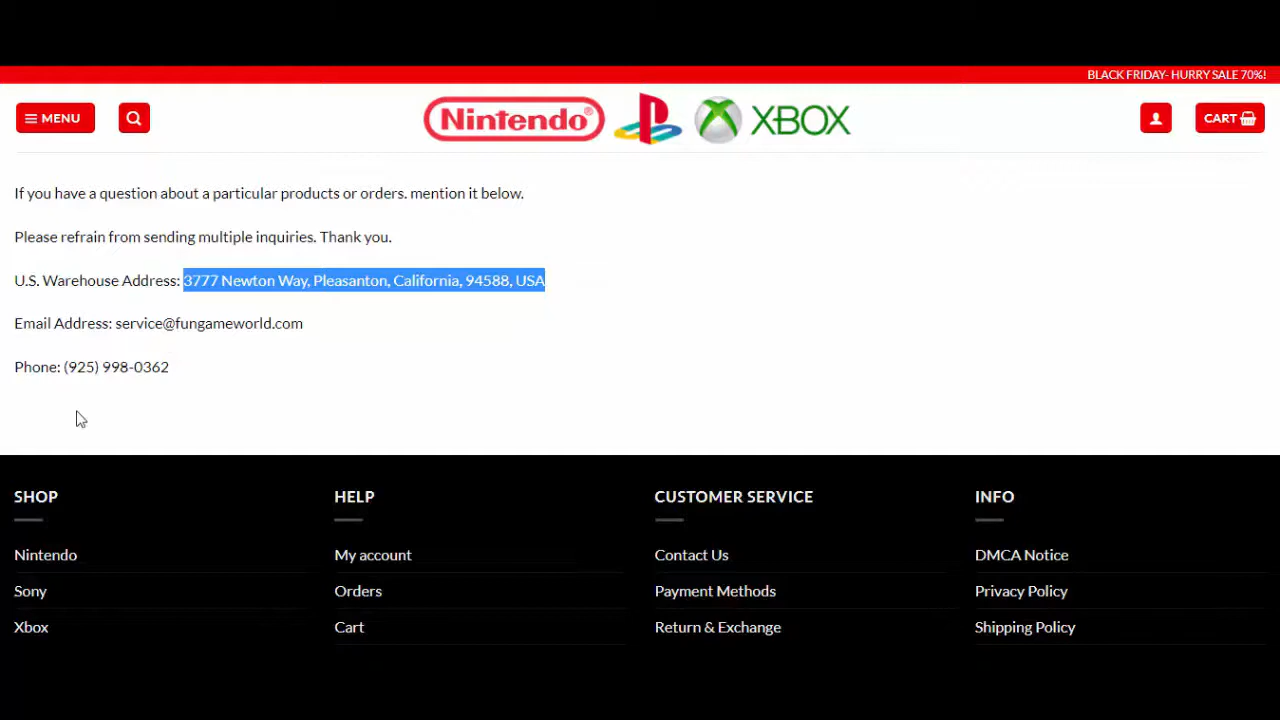 BLACK FRIDAY- HURRY SALE 70%!
MENU
Nintendo®
XBOX
CART
If you have a question about a particular products or orders. mention it below.
Please refrain from sending multiple inquiries. Thank you.
U.S. Warehouse Address: 3777 Newton Way, Pleasanton, California, 94588, USA
Email Address: service@fungameworld.com
Phone: (925) 998-0362
SHOP
HELP
CUSTOMER SERVICE
INFO
Nintendo
My account
Contact Us
DMCA Notice
Sony
Orders
Payment Methods
Privacy Policy
Xbox
Cart
Return & Exchange
Shipping Policy